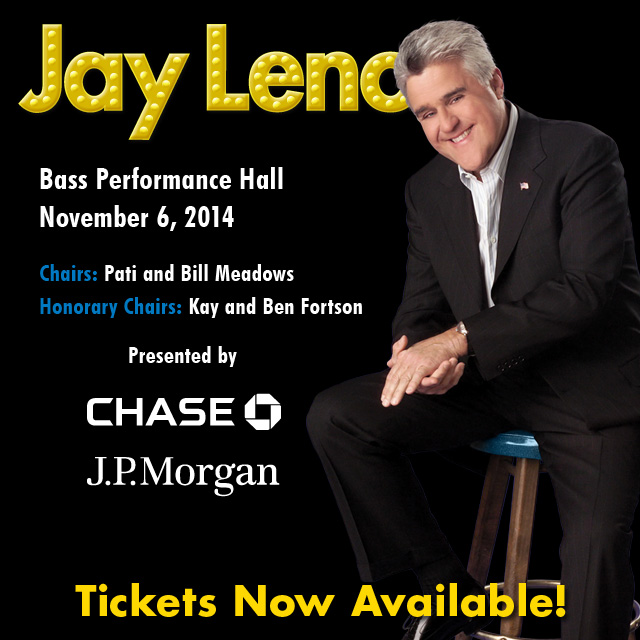 Jay Leno
Bass Performance Hall
November 6, 2014
Chairs: Pati and Bill Meadows
Honorary Chairs: Kay and Ben Fortson
Presented by
CHASE
J.P.Morgan
Tickets Now Available!